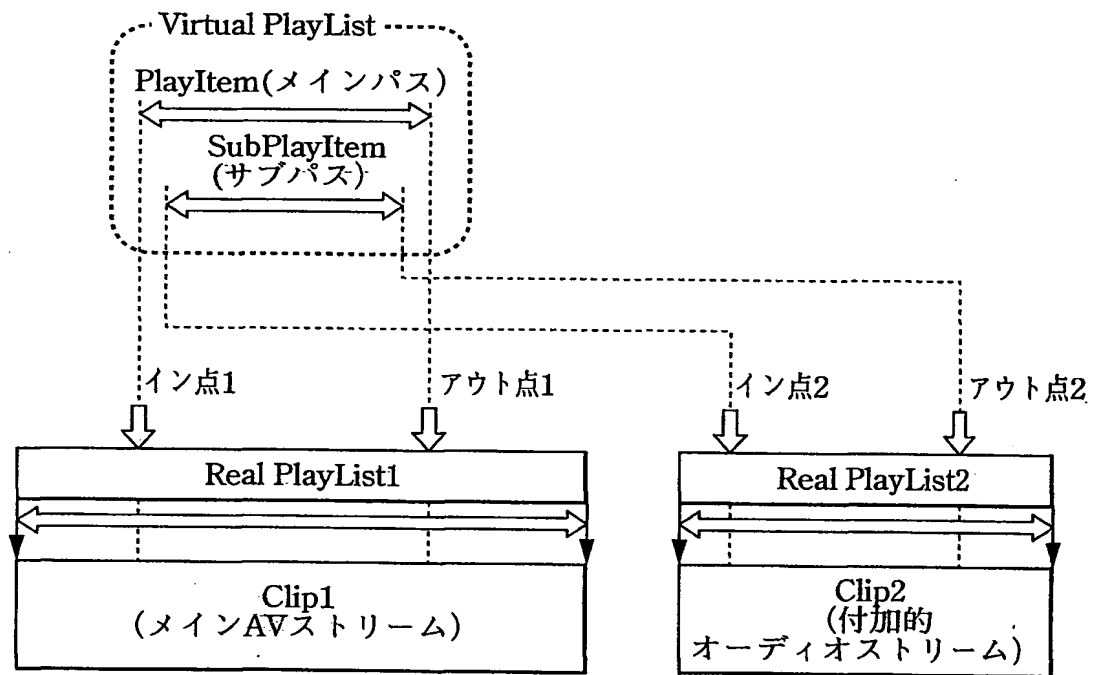 Virtual PlayList
PlayItem(メインパス)
SubPlayItem
(サブパス)
イン点1
アウト点1
イン点2
アウト点2
Real PlayList1
Real PlayList2
Clip1
(メインAVストリーム)
Clip2
(付加的
オーディオストリーム)